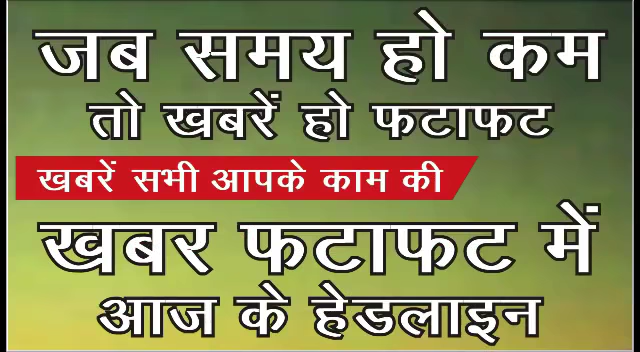 जब समय हो कम
तो खबरें हो फटाफट
खबरें सभी आपके काम की
खबर फटाफट में
आज के हेडलाइन